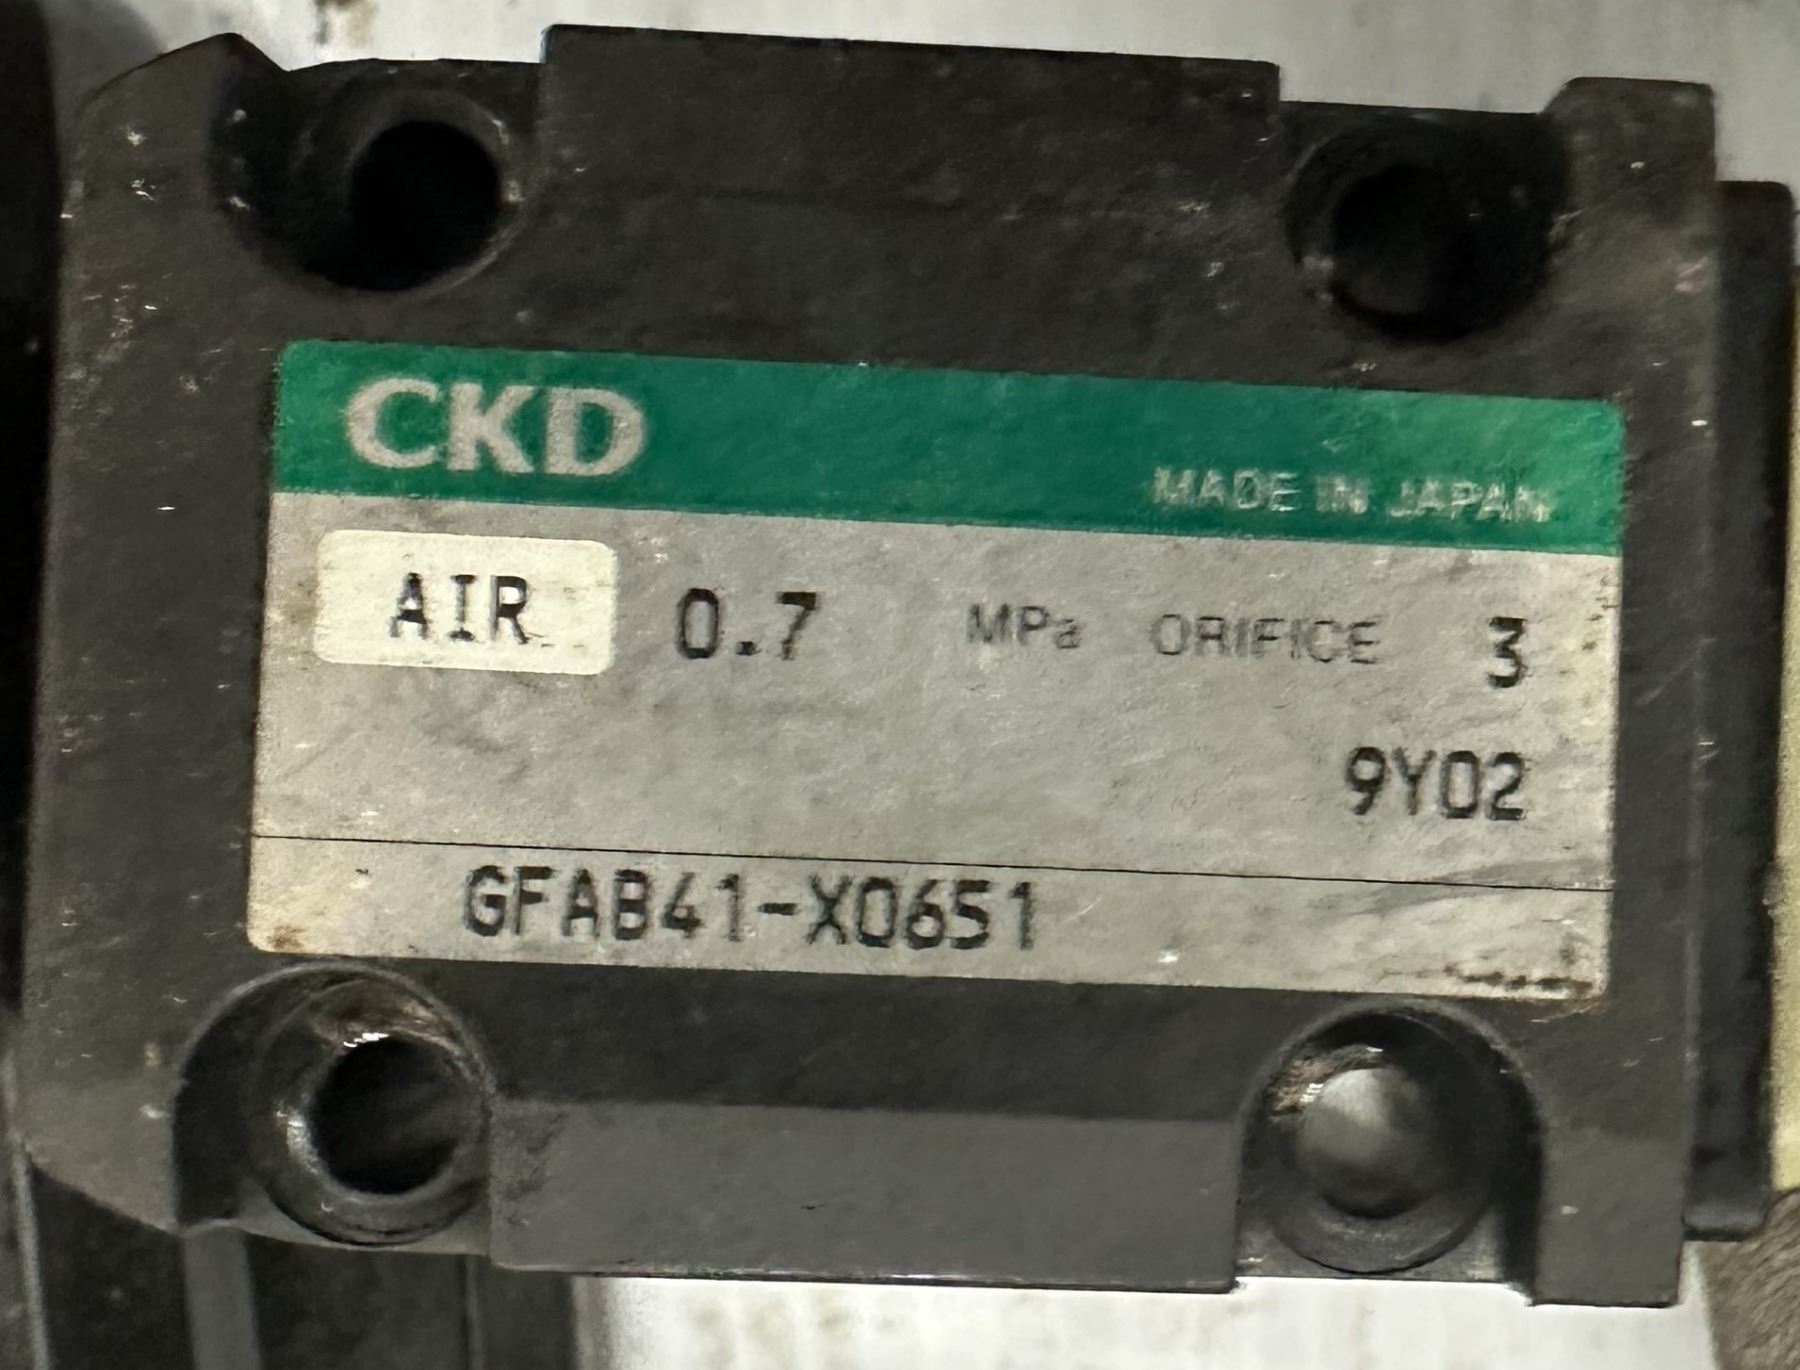 CKD
MADE IN JAPAN
AIR 0.7 MPa ORIFICE 3
9Y02
GFAB41-X0651